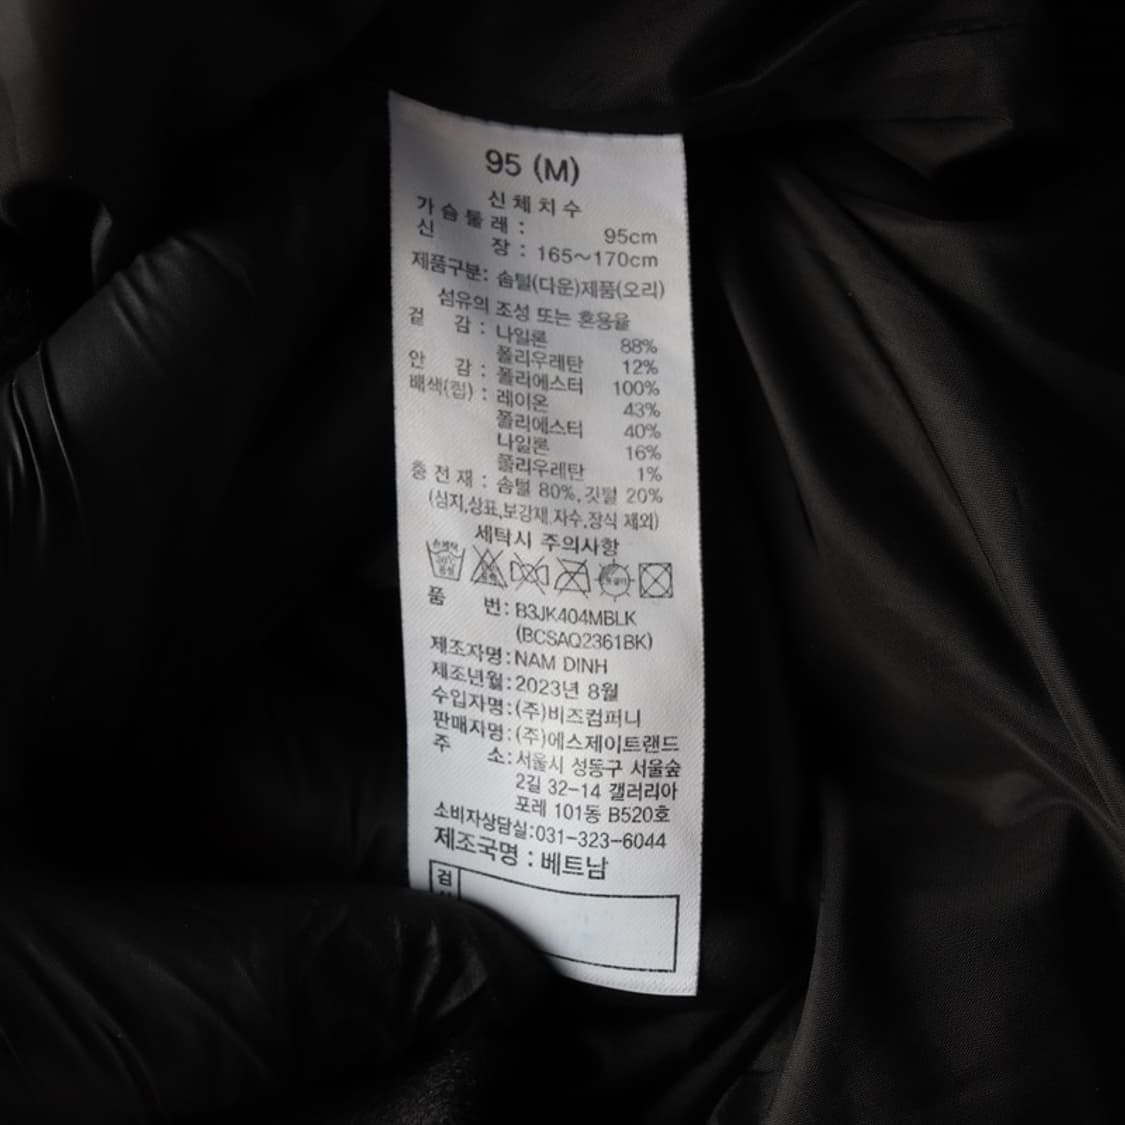 95 (M)
신체치수
가슴둘레 : 95cm
신 장 : 165~170cm
제품구분: 솜털(다운)제품(오리)
섬유의 조성 또는 혼용율
겉 감 : 나일론 88%
폴리우레탄 12%
안 감 : 폴리에스터 100%
배색(립) : 레이온 43%
폴리에스터 40%
나일론 16%
폴리우레탄 1%
충전재 : 솜털 80%, 깃털 20%
(심지,상표,보강재,자수,장식 제외)
세탁시 주의사항
손세탁
30℃
중성
품 번: B3JK404MBLK
(BCSAQ2361BK)
제조자명: NAM DINH
제조년월: 2023년 8월
수입자명: (주)비즈컴퍼니
판매자명: (주)에스제이트랜드
주 소: 서울시 성동구 서울숲
2길 32-14 갤러리아
포레 101동 B520호
소비자상담실: 031-323-6044
제조국명 : 베트남
검